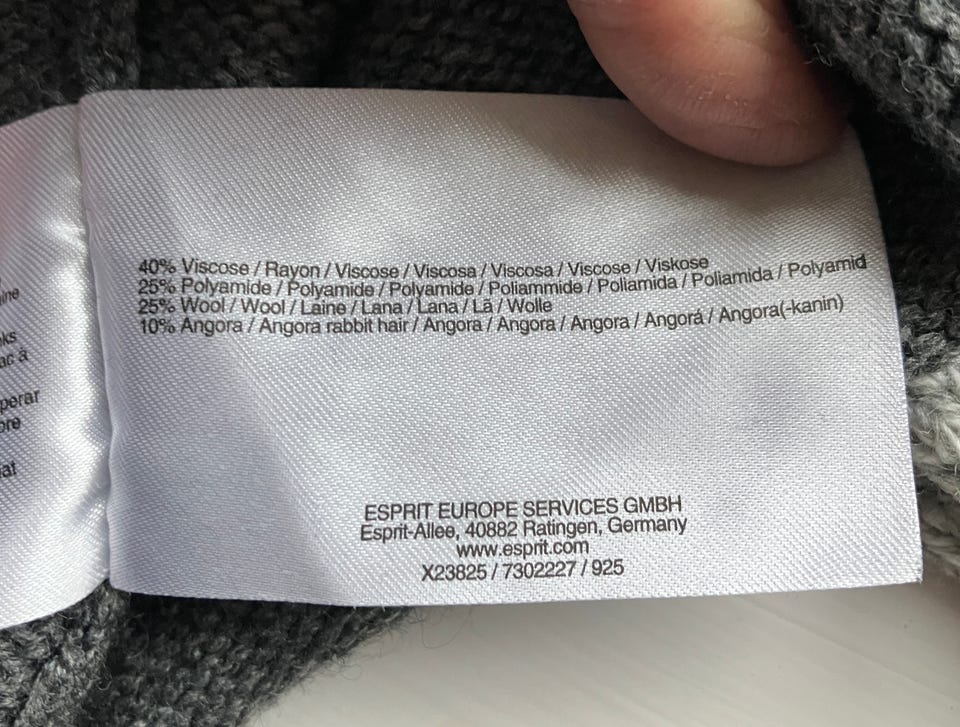 40% Viscose / Rayon / Viscose / Viscosa / Viscosa / Viscose / Viskose
25% Polyamide / Polyamide / Polyamide / Poliammide / Poliamida / Poliamida / Polyamid
25% Wool / Wool / Laine / Lana / Lana / Lã / Wolle
10% Angora / Angora rabbit hair / Angora / Angora / Angora / Angorá / Angora(-kanin)
ESPRIT EUROPE SERVICES GMBH
Esprit-Allee, 40882 Ratingen, Germany
www.esprit.com
X23825 / 7302227 / 925